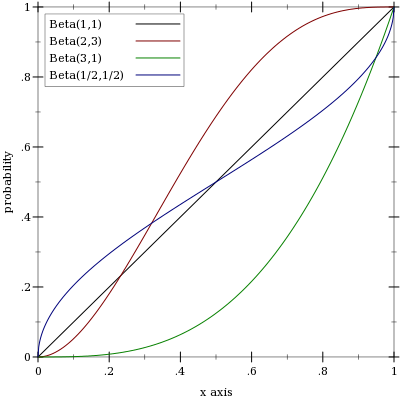 1
.8
.6
.4
.2
0
Beta(1,1)
Beta(2,3)
Beta(3,1)
Beta(1/2,1/2)
probability
0 .2 .4 .6 .8 1
x axis